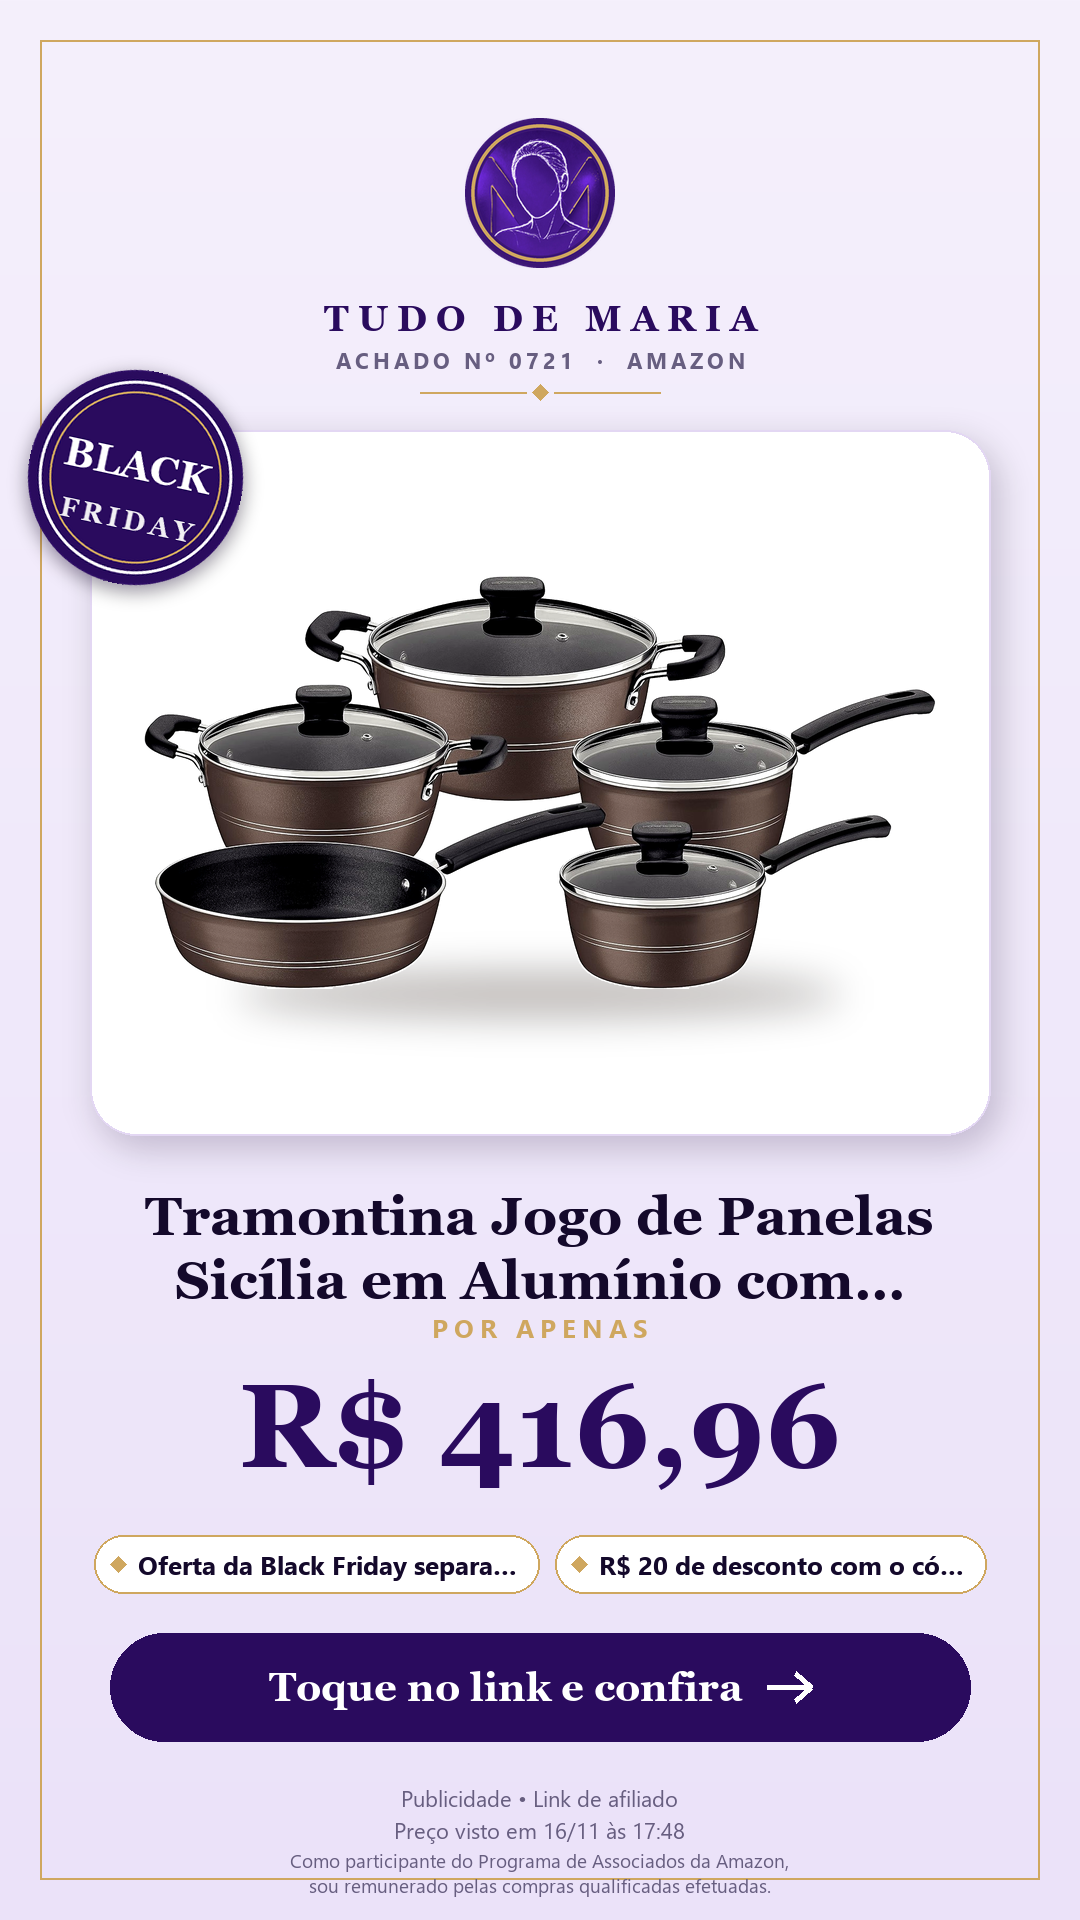 TUDO DE MARIA
ACHADO Nº 0721 · AMAZON
BLACK
FRIDAY
Tramontina Jogo de Panelas
Sicília em Alumínio com...
POR APENAS
R$ 416,96
Oferta da Black Friday separa...
R$ 20 de desconto com o có...
Toque no link e confira →
Publicidade • Link de afiliado
Preço visto em 16/11 às 17:48
Como participante do Programa de Associados da Amazon,
sou remunerado pelas compras qualificadas efetuadas.